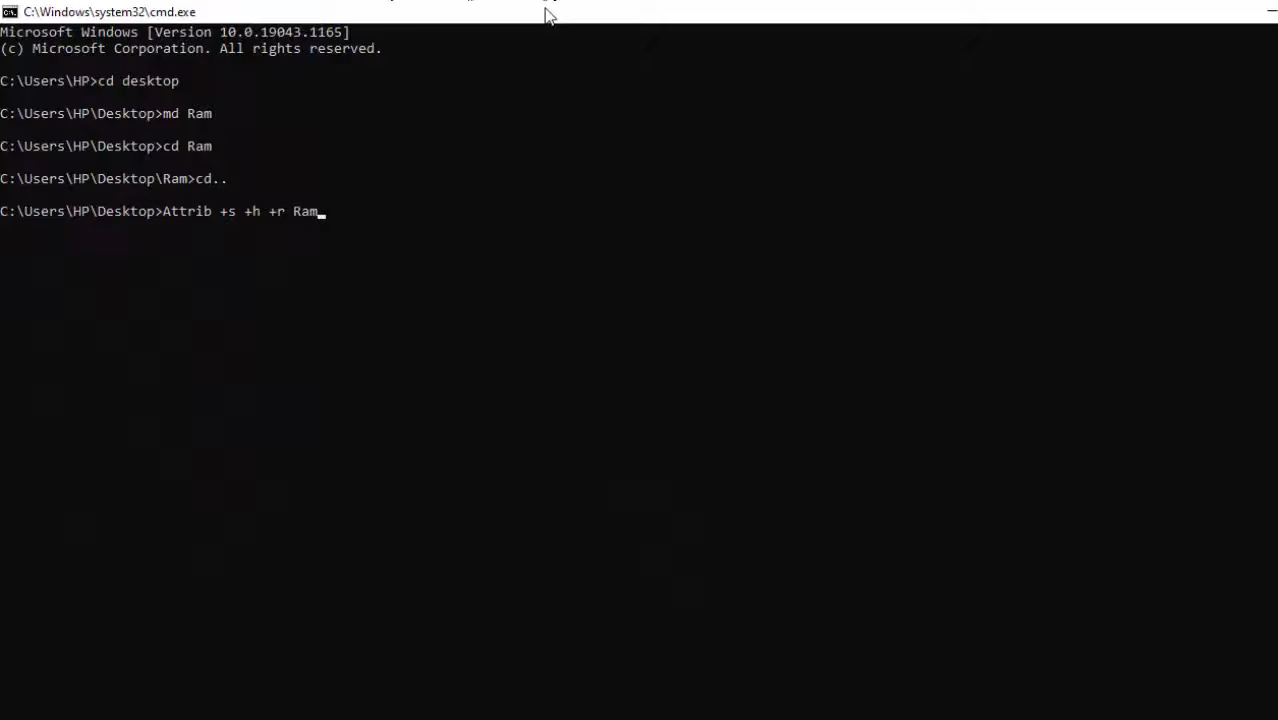 C:\Windows\system32\cmd.exe
Microsoft Windows [Version 10.0.19043.1165]
(c) Microsoft Corporation. All rights reserved.
C:\Users\HP>cd desktop
C:\Users\HP\Desktop>md Ram
C:\Users\HP\Desktop>cd Ram
C:\Users\HP\Desktop\Ram>cd..
C:\Users\HP\Desktop>Attrib +s +h +r Ram